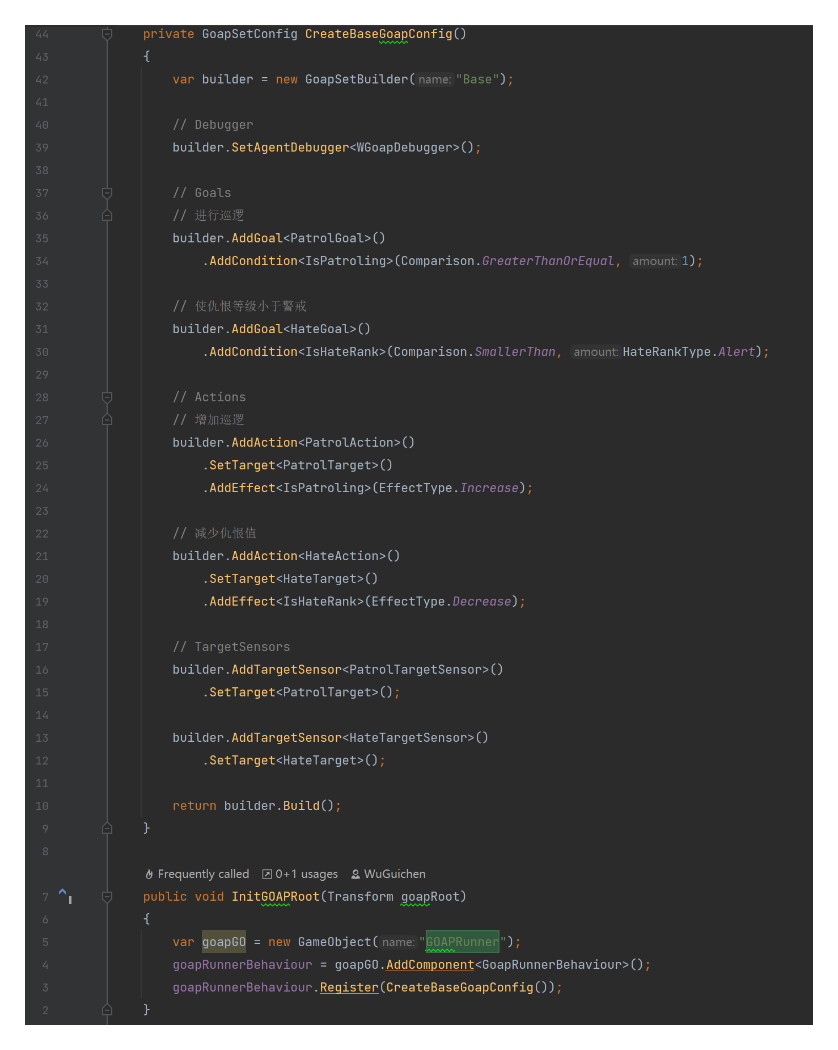 44 private GoapSetConfig CreateBaseGoapConfig()
43 {
42 var builder = new GoapSetBuilder( name: "Base");
41
40 // Debugger
39 builder.SetAgentDebugger<WGoapDebugger>();
38
37 // Goals
36 // 进行巡逻
35 builder.AddGoal<PatrolGoal>()
34 .AddCondition<IsPatroling>(Comparison.GreaterThanOrEqual, amount: 1);
33
32 // 使仇恨等级小于警戒
31 builder.AddGoal<HateGoal>()
30 .AddCondition<IsHateRank>(Comparison.SmallerThan, amount: HateRankType.Alert);
29
28 // Actions
27 // 增加巡逻
26 builder.AddAction<PatrolAction>()
25 .SetTarget<PatrolTarget>()
24 .AddEffect<IsPatroling>(EffectType.Increase);
23
22 // 减少仇恨值
21 builder.AddAction<HateAction>()
20 .SetTarget<HateTarget>()
19 .AddEffect<IsHateRank>(EffectType.Decrease);
18
17 // TargetSensors
16 builder.AddTargetSensor<PatrolTargetSensor>()
15 .SetTarget<PatrolTarget>();
14
13 builder.AddTargetSensor<HateTargetSensor>()
12 .SetTarget<HateTarget>();
11
10 return builder.Build();
9 }
8
Frequently called 0+1 usages WuGuichen
7 public void InitGOAPRoot(Transform goapRoot)
6 {
5 var goapGO = new GameObject( name: "GOAPRunner");
4 goapRunnerBehaviour = goapGO.AddComponent<GoapRunnerBehaviour>();
3 goapRunnerBehaviour.Register(CreateBaseGoapConfig());
2 }